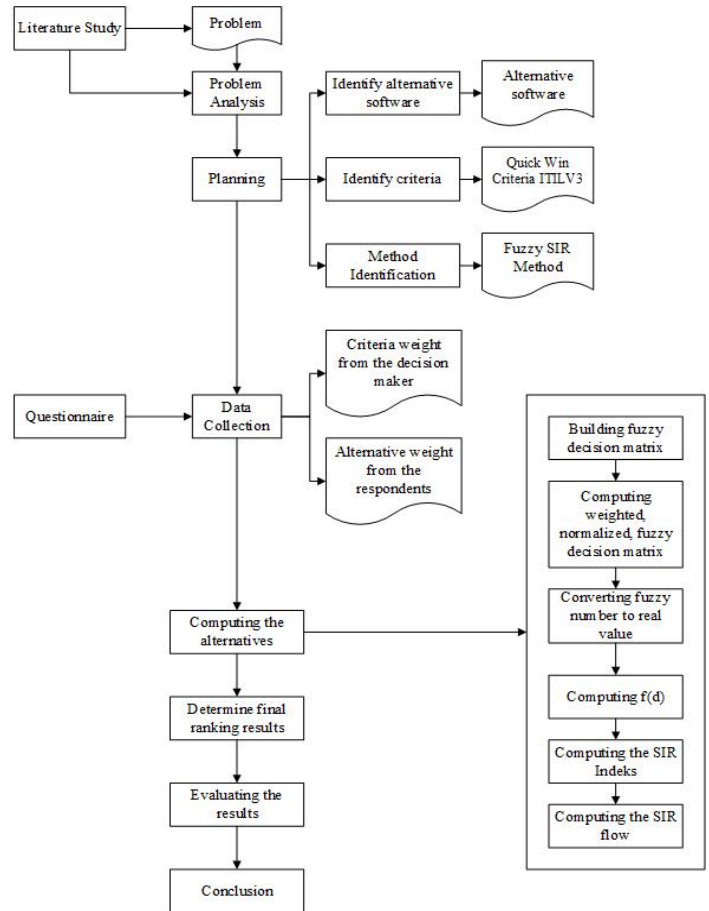 Literature Study
Problem
Problem
Analysis
Identify alternative
software
Alternative
software
Planning
Identify criteria
Quick Win
Criteria ITILV3
Method
Identification
Fuzzy SIR
Method
Criteria weight
from the decision
maker
Questionnaire
Data
Collection
Alternative weight
from the
respondents
Building fuzzy
decision matrix
Computing
weighted,
normalized, fuzzy
decision matrix
Converting fuzzy
number to real
value
Computing f(d)
Computing the SIR
Indeks
Computing the SIR
flow
Computing the
alternatives
Determine final
ranking results
Evaluating the
results
Conclusion